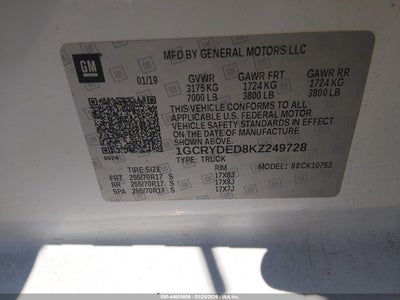 GM
MFD BY GENERAL MOTORS LLC
01/19 GVWR GAWR FRT GAWR RR
3175 KG 1724 KG 1724 KG
7000 LB 3800 LB 3800 LB
THIS VEHICLE CONFORMS TO ALL
APPLICABLE U.S. FEDERAL MOTOR
VEHICLE SAFETY STANDARDS IN EFFECT
ON THE DATE OF MANUFACTURE SHOWN ABOVE.
1GCRYDED8KZ249728
TYPE: TRUCK MODEL: 88CK10753
TIRE SIZE RIM
FRT 255/70R17 S 17X8J
RR 255/70R17 S 17X8J
SPA 255/70R17 S 17X7J